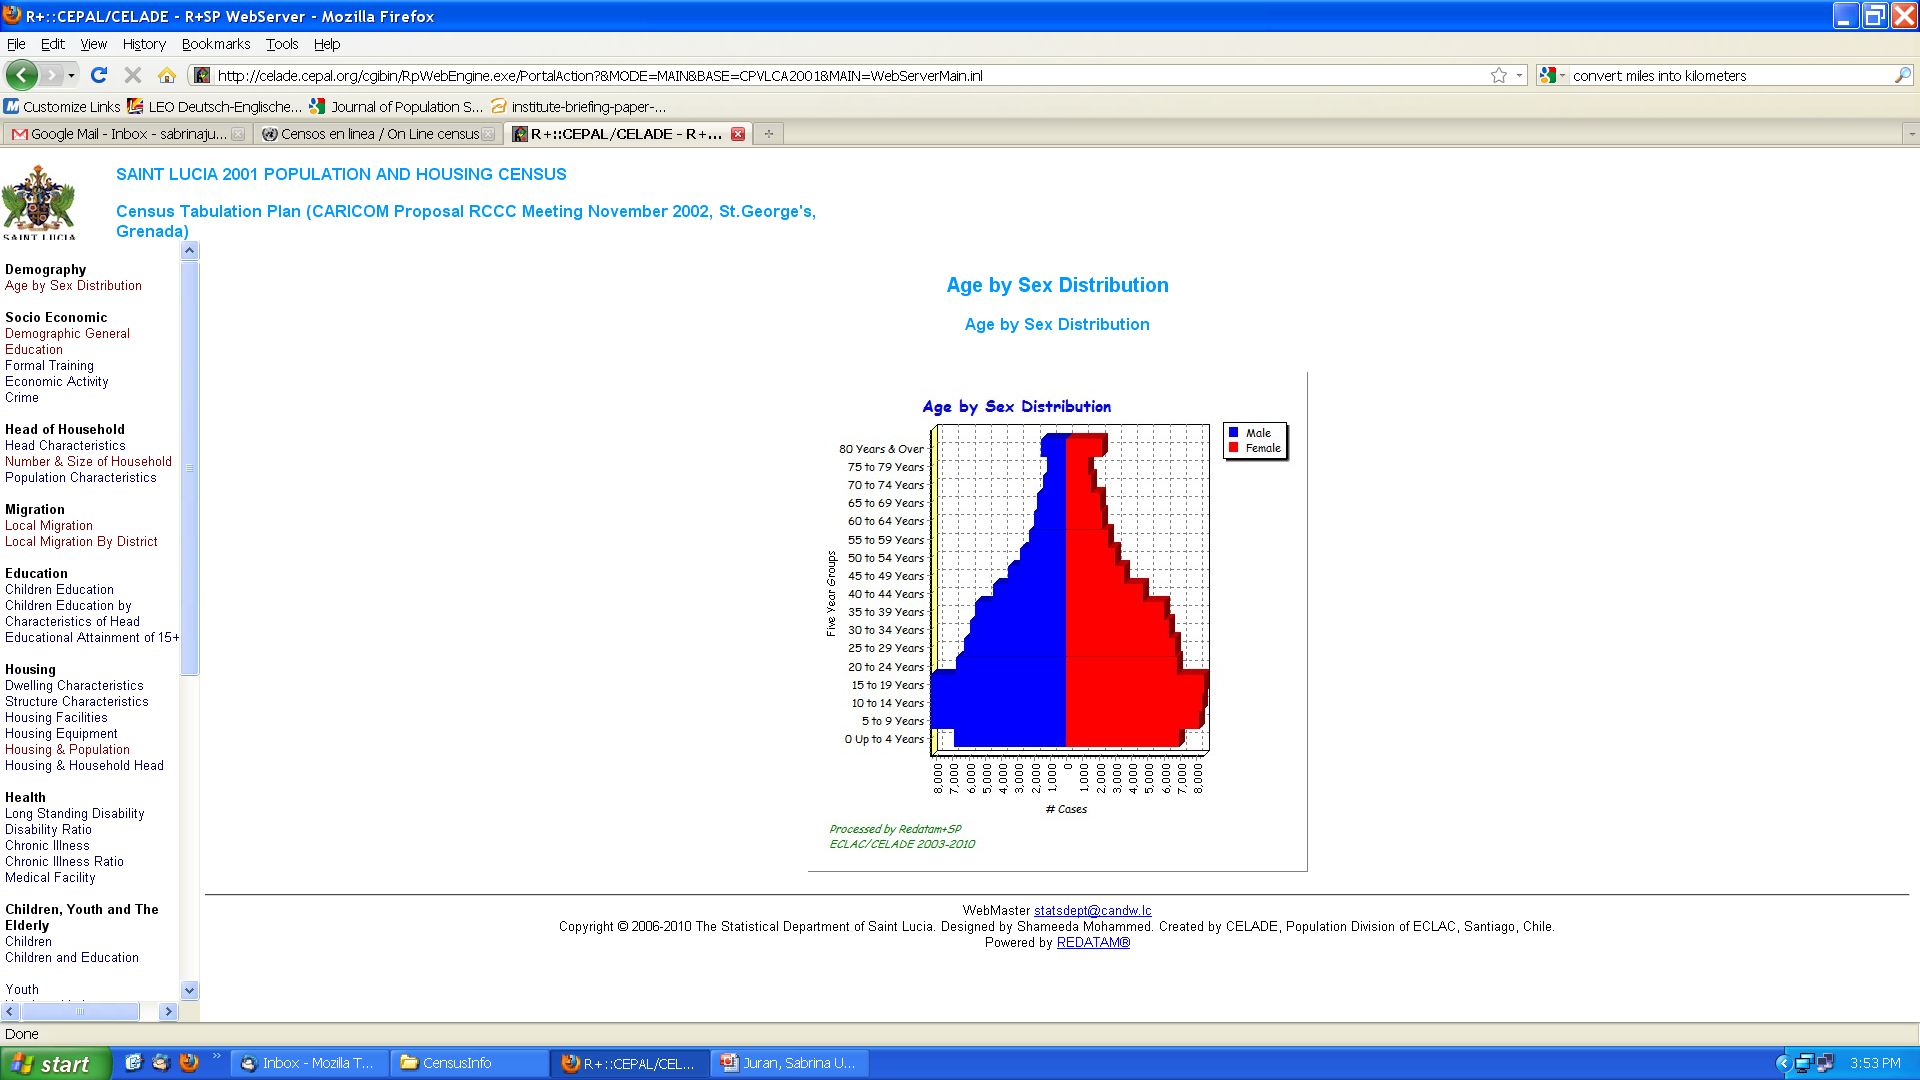 R+::CEPAL/CELADE - R+SP WebServer - Mozilla Firefox
File Edit View History Bookmarks Tools Help
http://celade.cepal.org/cgibin/RpWebEngine.exe/PortalAction?&MODE=MAIN&BASE=CPVLCA2001&MAIN=WebServerMain.inl
convert miles into kilometers
Customize Links LEO Deutsch-Englische... Journal of Population S... institute-briefing-paper-...
Google Mail - Inbox - sabrinaju... Censos en linea / On Line census R+::CEPAL/CELADE - R+...
SAINT LUCIA
SAINT LUCIA 2001 POPULATION AND HOUSING CENSUS
Census Tabulation Plan (CARICOM Proposal RCCC Meeting November 2002, St.George's,
Grenada)
Demography
Age by Sex Distribution
Socio Economic
Demographic General
Education
Formal Training
Economic Activity
Crime
Head of Household
Head Characteristics
Number & Size of Household
Population Characteristics
Migration
Local Migration
Local Migration By District
Education
Children Education
Children Education by
Characteristics of Head
Educational Attainment of 15+
Housing
Dwelling Characteristics
Structure Characteristics
Housing Facilities
Housing Equipment
Housing & Population
Housing & Household Head
Health
Long Standing Disability
Disability Ratio
Chronic Illness
Chronic Illness Ratio
Medical Facility
Children, Youth and The
Elderly
Children
Children and Education
Youth
Age by Sex Distribution
Age by Sex Distribution
Age by Sex Distribution
Male
Female
Five Year Groups
80 Years & Over
75 to 79 Years
70 to 74 Years
65 to 69 Years
60 to 64 Years
55 to 59 Years
50 to 54 Years
45 to 49 Years
40 to 44 Years
35 to 39 Years
30 to 34 Years
25 to 29 Years
20 to 24 Years
15 to 19 Years
10 to 14 Years
5 to 9 Years
0 Up to 4 Years
8,000 7,000 6,000 5,000 4,000 3,000 2,000 1,000 0 1,000 2,000 3,000 4,000 5,000 6,000 7,000 8,000
# Cases
Processed by Redatam+SP
ECLAC/CELADE 2003-2010
WebMaster statsdept@candw.lc
Copyright © 2006-2010 The Statistical Department of Saint Lucia. Designed by Shameeda Mohammed. Created by CELADE, Population Division of ECLAC, Santiago, Chile.
Powered by REDATAM®
Done
start Inbox - Mozilla T... CensusInfo R+::CEPAL/CEL... Juran, Sabrina U... 3:53 PM